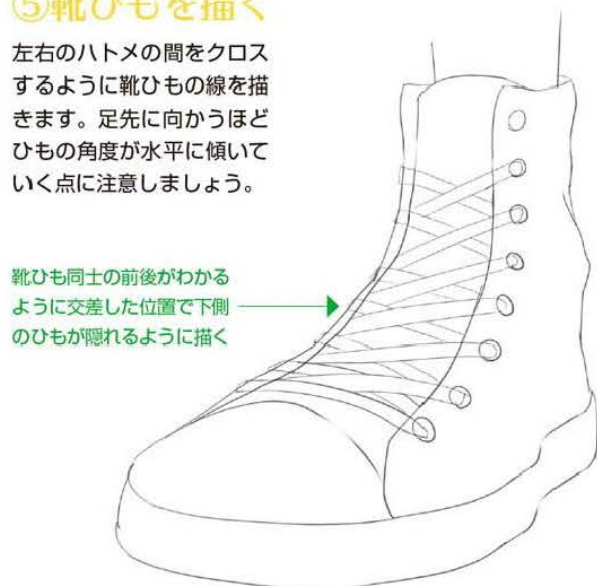 ⑤靴ひもを描く
左右のハトメの間をクロス
するように靴ひもの線を描
きます。足先に向かうほど
ひもの角度が水平に傾いて
いく点に注意しましょう。
靴ひも同士の前後がわかる
ように交差した位置で下側
のひもが隠れるように描く